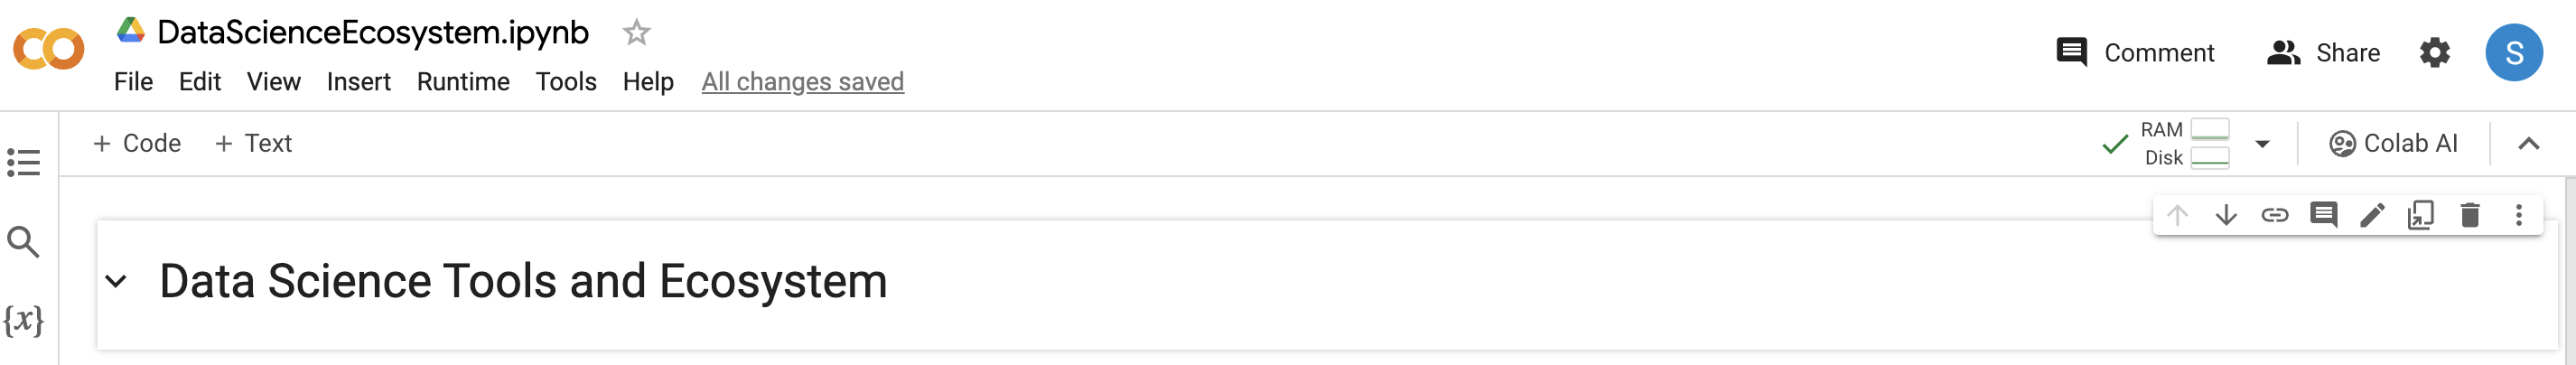 DataScienceEcosystem.ipynb
File Edit View Insert Runtime Tools Help All changes saved
Comment Share S
+ Code + Text
RAM
Disk
Colab AI
Data Science Tools and Ecosystem
{x}